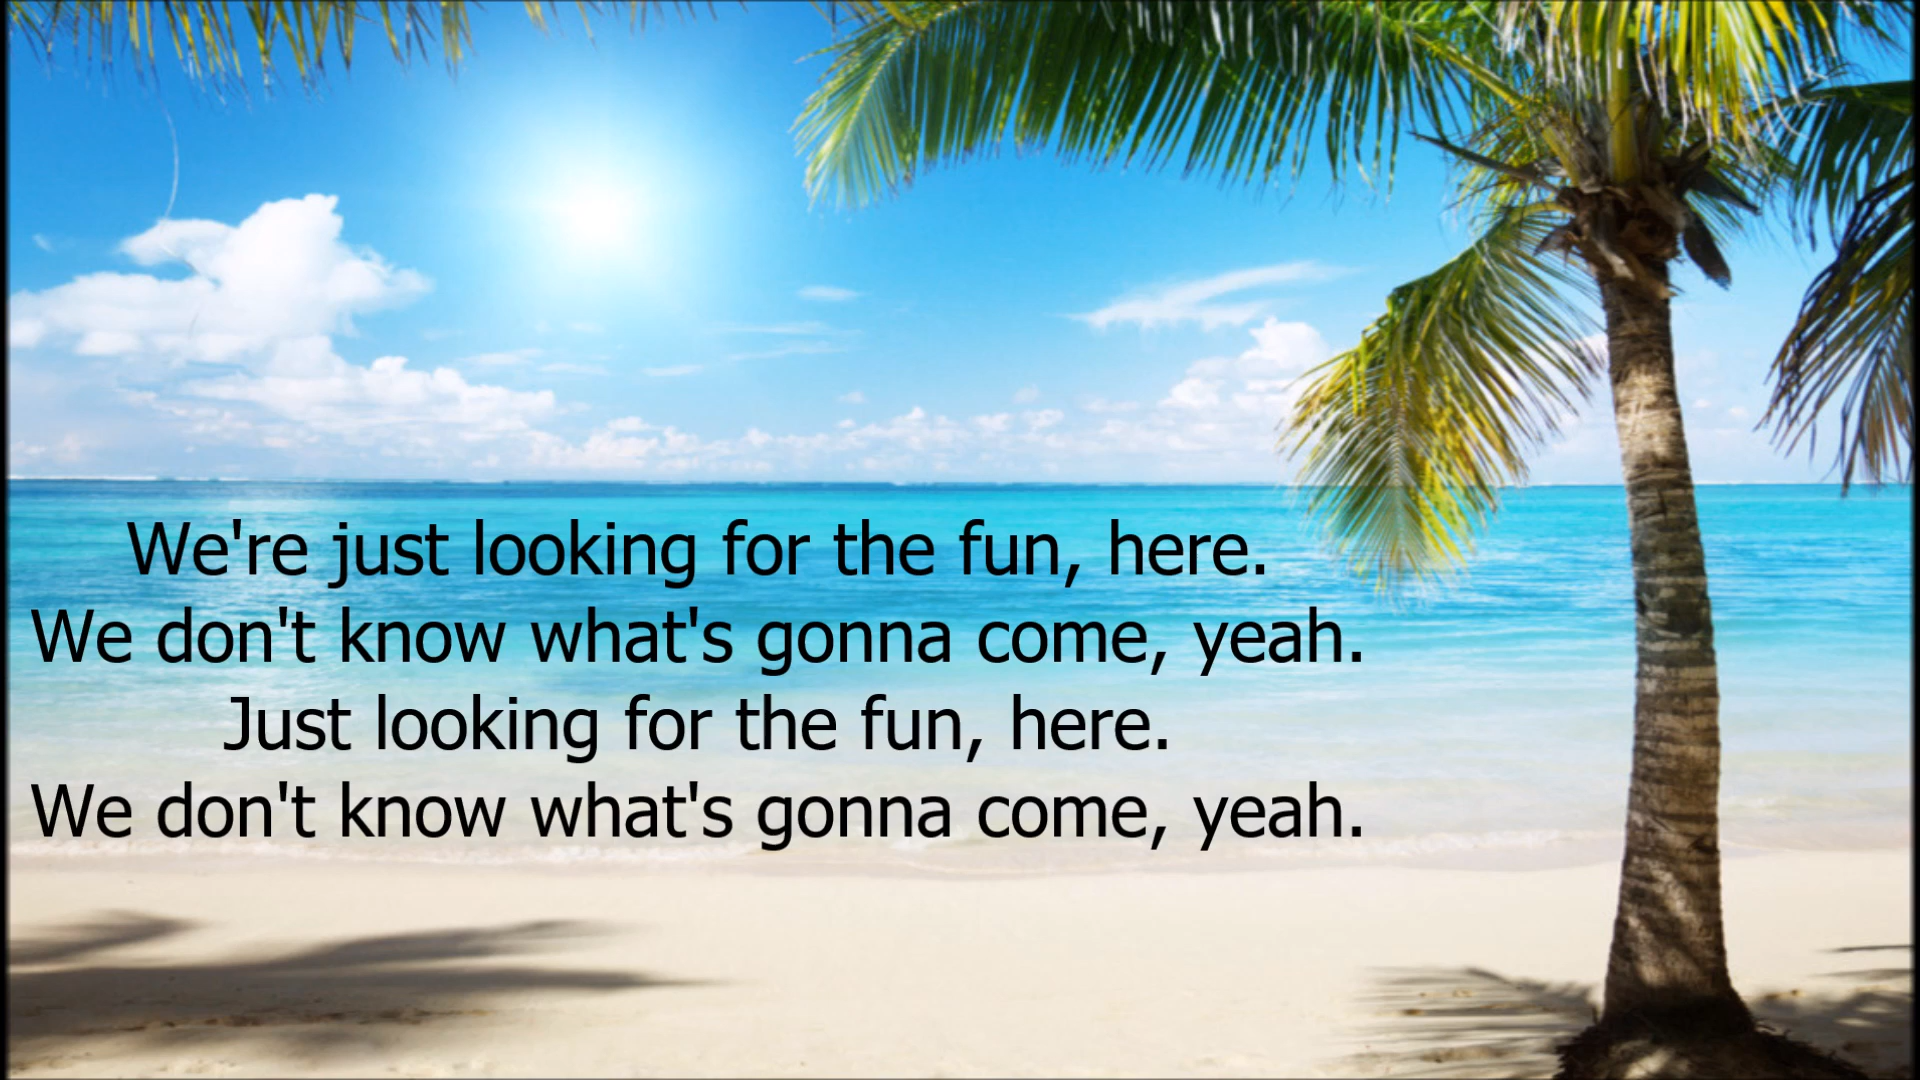 We're just looking for the fun, here.
We don't know what's gonna come, yeah.
Just looking for the fun, here.
We don't know what's gonna come, yeah.